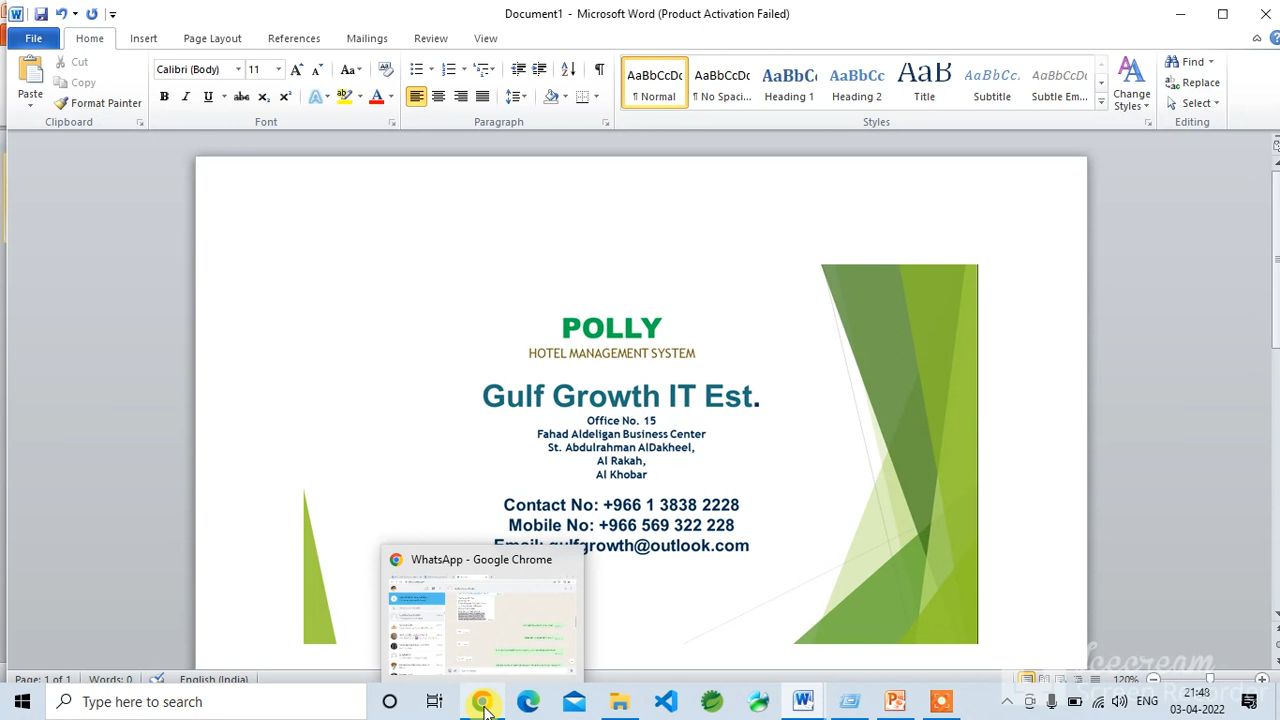 Document1 - Microsoft Word (Product Activation Failed)
File Home Insert Page Layout References Mailings Review View
Paste
Cut
Copy
Format Painter
Clipboard
Calibri (Body) 11
Font
Paragraph
AaBbCcDc AaBbCcDc AaBbC AaBbCc AaB AaBbCc. AaBbCcDc
¶ Normal ¶ No Spaci... Heading 1 Heading 2 Title Subtitle Subtle Em...
Styles
Change Styles
Find
Replace
Select
Editing
POLLY
HOTEL MANAGEMENT SYSTEM
Gulf Growth IT Est.
Office No. 15
Fahad Aldeligan Business Center
St. Abdulrahman AlDakheel,
Al Rakah,
Al Khobar
Contact No: +966 1 3838 2228
Mobile No: +966 569 322 228
Email: gulfgrowth@outlook.com
WhatsApp - Google Chrome
Page: 1 of 1 Words: 0 English (India) 120%
Type here to search
ENG
21:48
03-04-2022